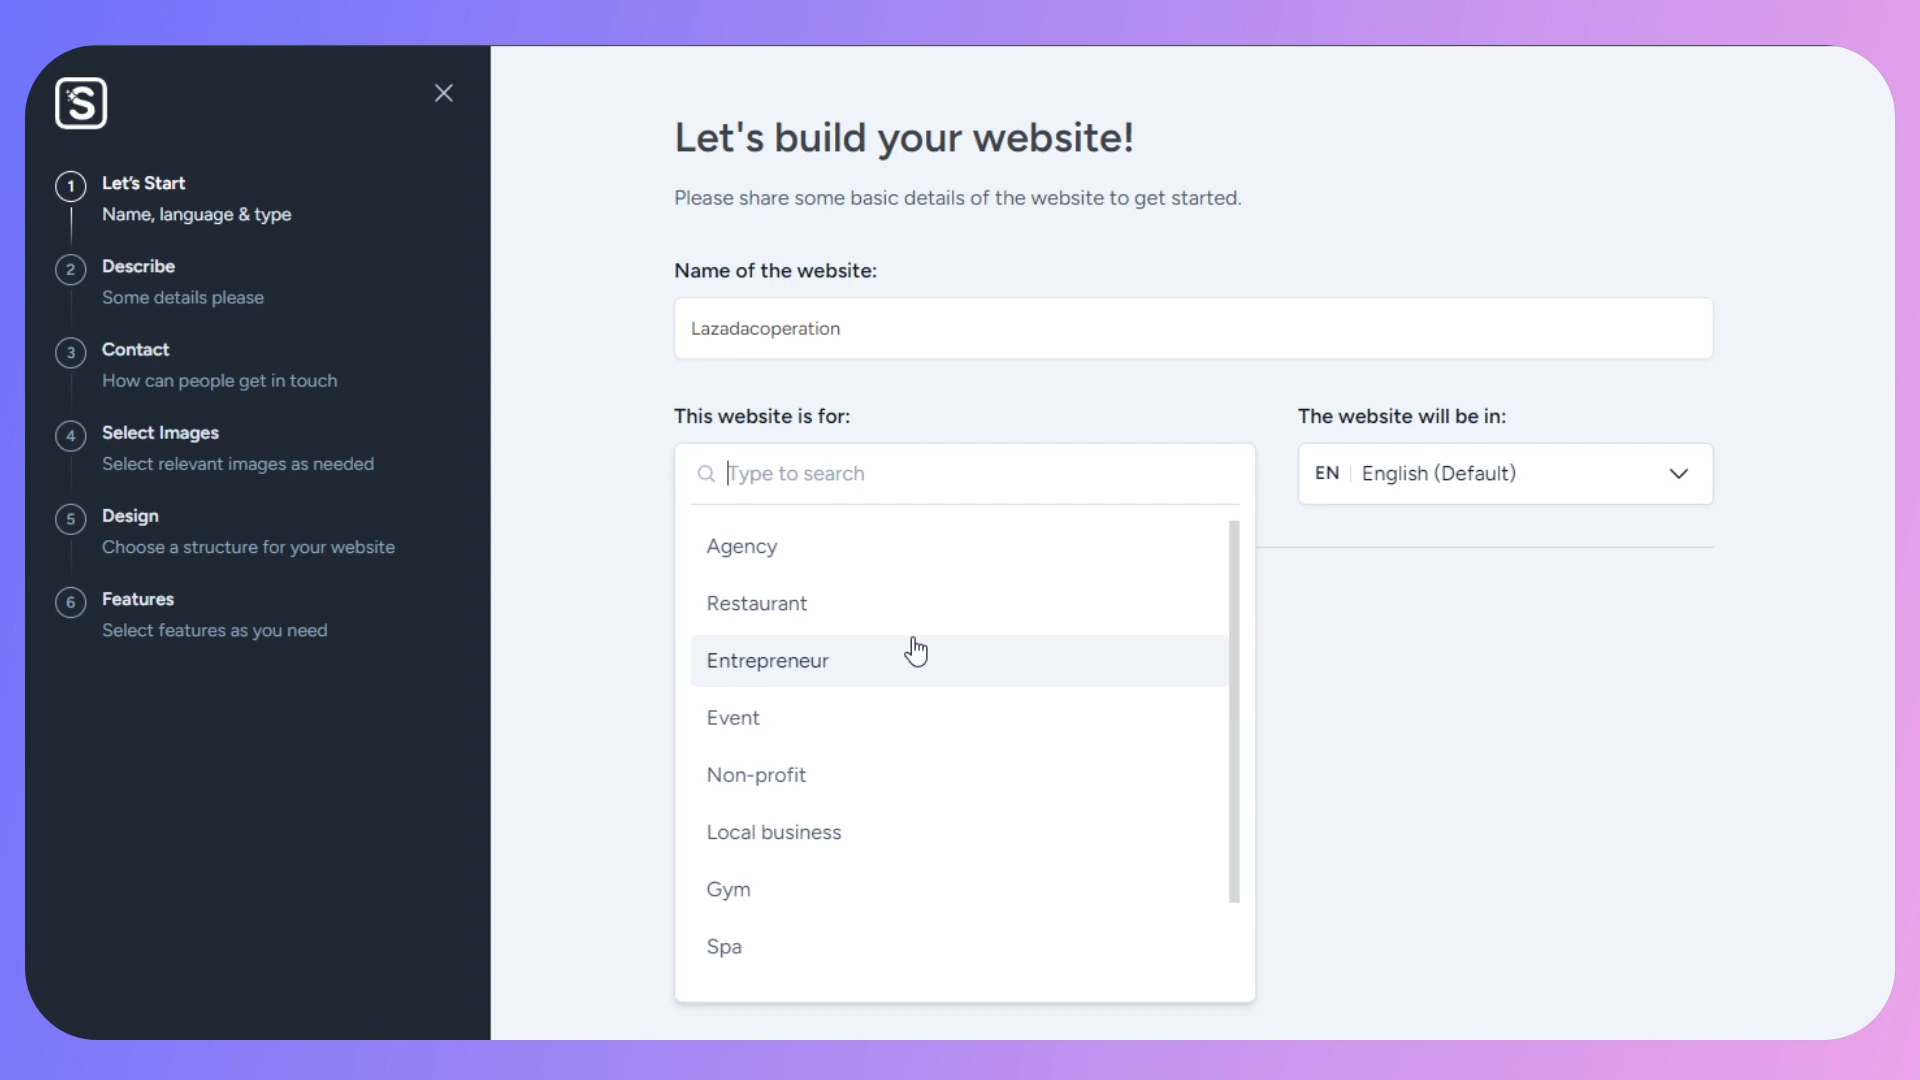 S
1
Let's Start
Name, language & type
2
Describe
Some details please
3
Contact
How can people get in touch
4
Select Images
Select relevant images as needed
5
Design
Choose a structure for your website
6
Features
Select features as you need
Let's build your website!
Please share some basic details of the website to get started.
Name of the website:
Lazadacoperation
This website is for:
Type to search
Agency
Restaurant
Entrepreneur
Event
Non-profit
Local business
Gym
Spa
The website will be in:
EN English (Default)